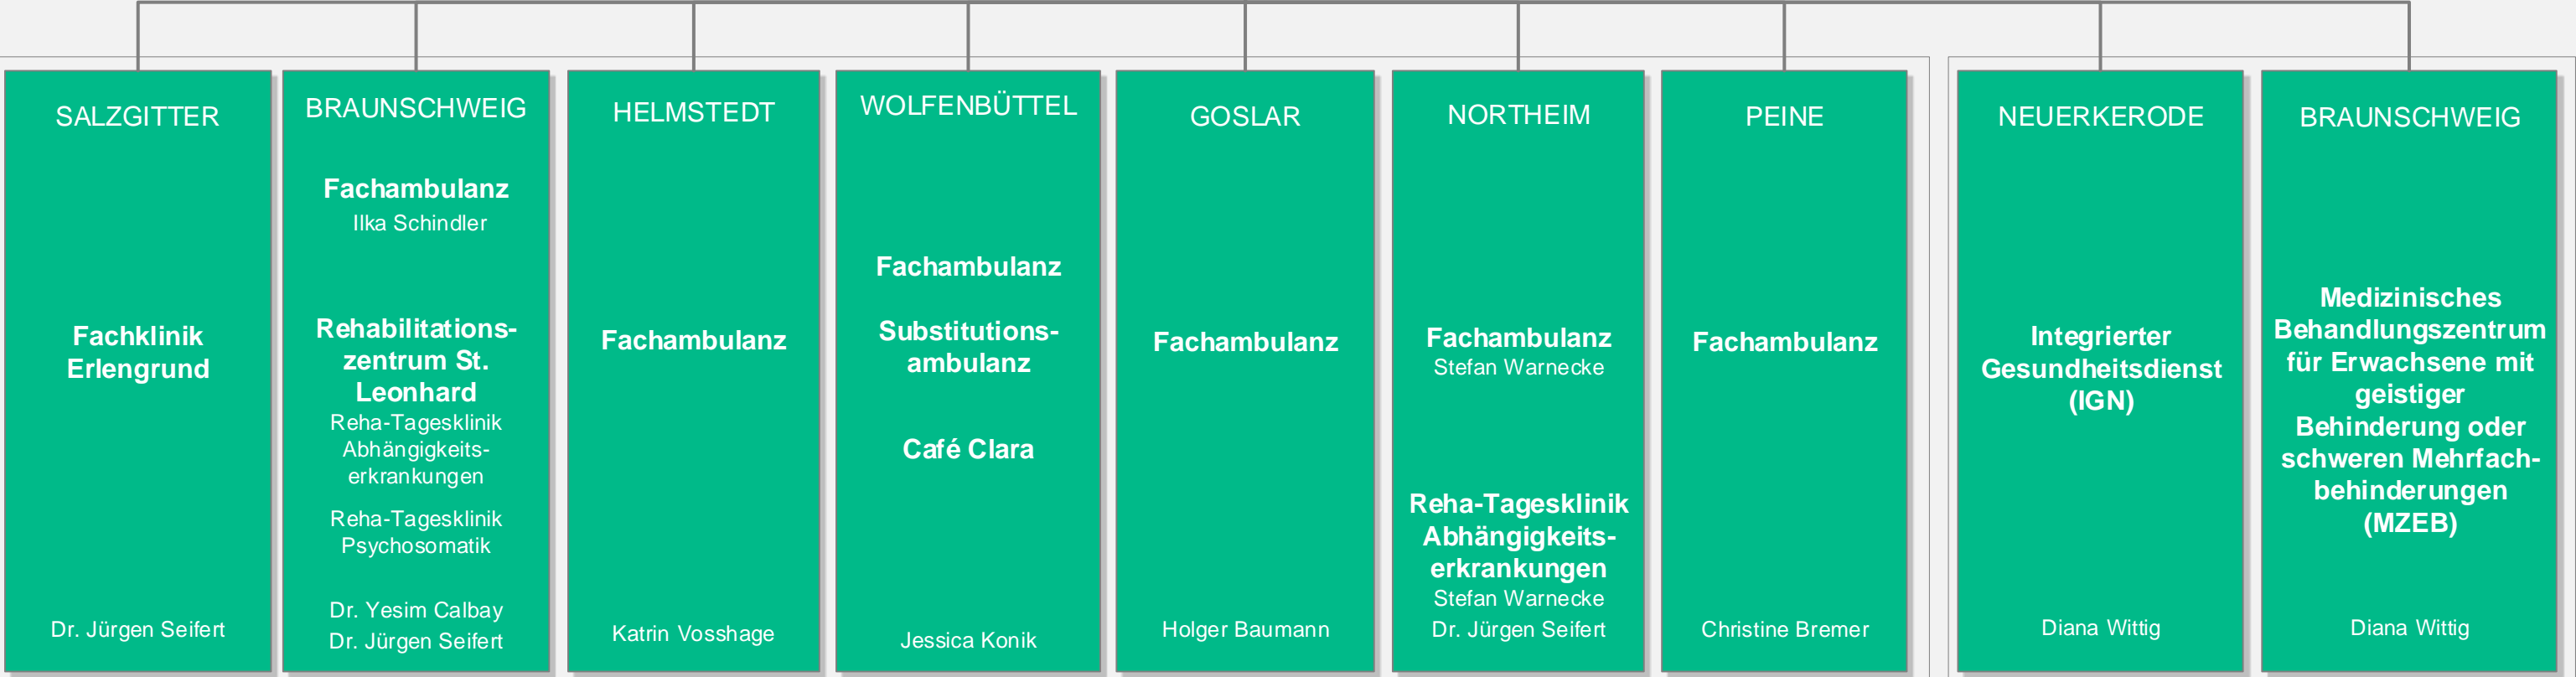 SALZGITTER
Fachklinik
Erlengrund
Dr. Jürgen Seifert
BRAUNSCHWEIG
Fachambulanz
Ilka Schindler
Rehabilitations-
zentrum St.
Leonhard
Reha-Tagesklinik
Abhängigkeits-
erkrankungen
Reha-Tagesklinik
Psychosomatik
Dr. Yesim Calbay
Dr. Jürgen Seifert
HELMSTEDT
Fachambulanz
Katrin Vosshage
WOLFENBÜTTEL
Fachambulanz
Substitutions-
ambulanz
Café Clara
Jessica Konik
GOSLAR
Fachambulanz
Holger Baumann
NORTHEIM
Fachambulanz
Stefan Warnecke
Reha-Tagesklinik
Abhängigkeits-
erkrankungen
Stefan Warnecke
Dr. Jürgen Seifert
PEINE
Fachambulanz
Christine Bremer
NEUERKERODE
Integrierter
Gesundheitsdienst
(IGN)
Diana Wittig
BRAUNSCHWEIG
Medizinisches
Behandlungszentrum
für Erwachsene mit
geistiger
Behinderung oder
schweren Mehrfach-
behinderungen
(MZEB)
Diana Wittig